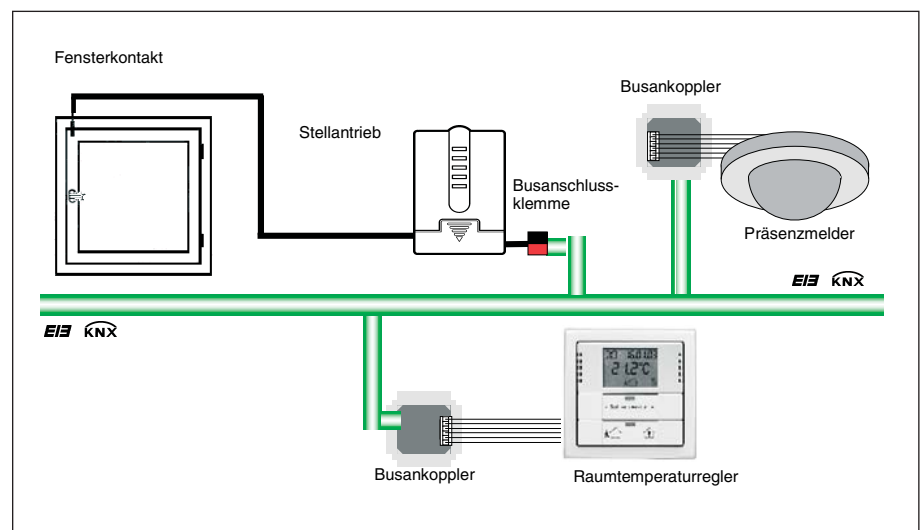 Fensterkontakt
Busankoppler
Stellantrieb
Busanschluss-
klemme
Präsenzmelder
EIB KNX
EIB KNX
21.2°C
Busankoppler
Raumtemperaturregler